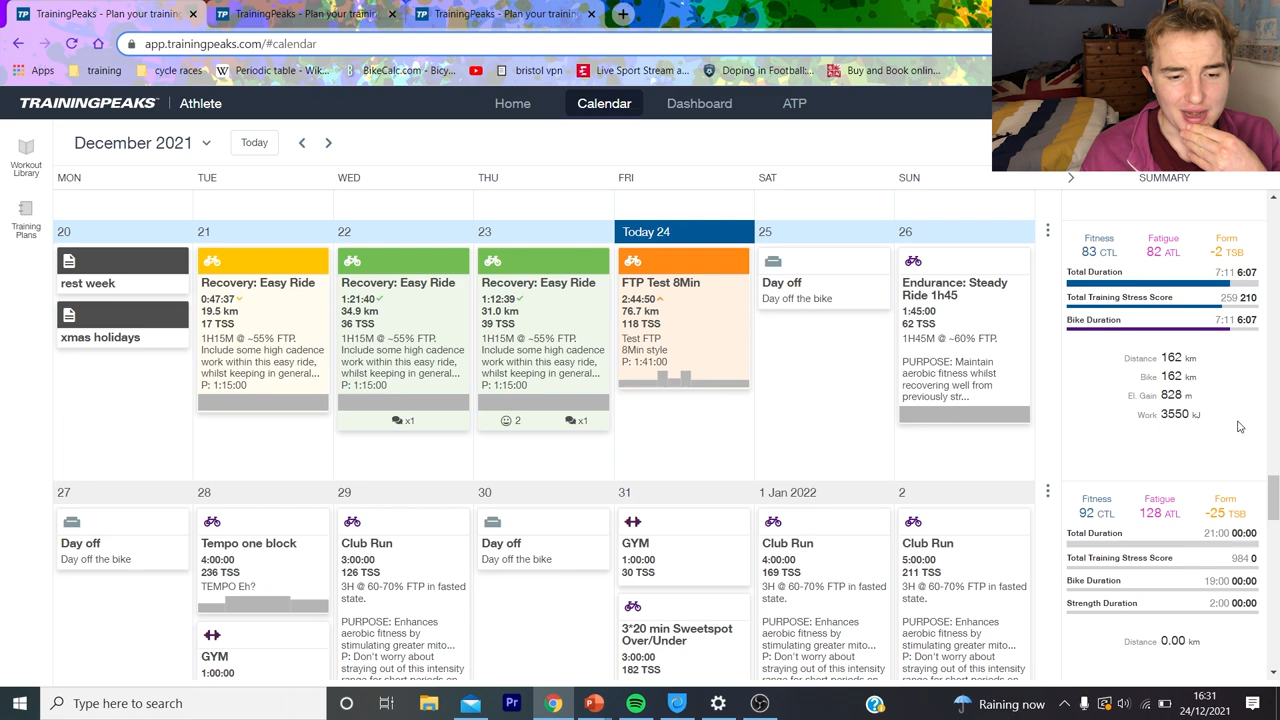 TrainingPeaks - Plan your training
TrainingPeaks - Plan your training
TrainingPeaks - Plan your training
app.trainingpeaks.com/#calendar
Apps training cycle races Periodic table - Wik... BikeCalc.com - Bicy... bristol vpn Live Sport Stream a... Doping in Football:... Buy and Book onlin...
TRAININGPEAKS Athlete Home Calendar Dashboard ATP
December 2021 Today
Workout Library
Training Plans
MON TUE WED THU FRI SAT SUN SUMMARY
20
rest week
xmas holidays
21
Recovery: Easy Ride
0:47:37
19.5 km
17 TSS
1H15M @ ~55% FTP.
Include some high cadence
work within this easy ride,
whilst keeping in general...
P: 1:15:00
22
Recovery: Easy Ride
1:21:40
34.9 km
36 TSS
1H15M @ ~55% FTP.
Include some high cadence
work within this easy ride,
whilst keeping in general...
P: 1:15:00
x1
23
Recovery: Easy Ride
1:12:39
31.0 km
39 TSS
1H15M @ ~55% FTP.
Include some high cadence
work within this easy ride,
whilst keeping in general...
P: 1:15:00
2 x1
Today 24
FTP Test 8Min
2:44:50
76.7 km
118 TSS
Test FTP
8Min style
P: 1:41:00
25
Day off
Day off the bike
26
Endurance: Steady
Ride 1h45
1:45:00
62 TSS
1H45M @ ~60% FTP.
PURPOSE: Maintain
aerobic fitness whilst
recovering well from
previously str...
Fitness Fatigue Form
83 CTL 82 ATL -2 TSB
Total Duration 7:11 6:07
Total Training Stress Score 259 210
Bike Duration 7:11 6:07
Distance 162 km
Bike 162 km
El. Gain 828 m
Work 3550 kJ
27
Day off
Day off the bike
28
Tempo one block
4:00:00
236 TSS
TEMPO Eh?
GYM
1:00:00
29
Club Run
3:00:00
126 TSS
3H @ 60-70% FTP in fasted
state.
PURPOSE: Enhances
aerobic fitness by
stimulating greater mito...
P: Don't worry about
straying out of this intensity
range for short periods on
30
Day off
Day off the bike
31
GYM
1:00:00
30 TSS
3*20 min Sweetspot
Over/Under
3:00:00
182 TSS
1 Jan 2022
Club Run
4:00:00
169 TSS
3H @ 60-70% FTP in fasted
state.
PURPOSE: Enhances
aerobic fitness by
stimulating greater mito...
P: Don't worry about
straying out of this intensity
range for short periods on
2
Club Run
5:00:00
211 TSS
3H @ 60-70% FTP in fasted
state.
PURPOSE: Enhances
aerobic fitness by
stimulating greater mito...
P: Don't worry about
straying out of this intensity
range for short periods on
Fitness Fatigue Form
92 CTL 128 ATL -25 TSB
Total Duration 21:00 00:00
Total Training Stress Score 984 0
Bike Duration 19:00 00:00
Strength Duration 2:00 00:00
Distance 0.00 km
Type here to search
Pr
Raining now
16:31
24/12/2021